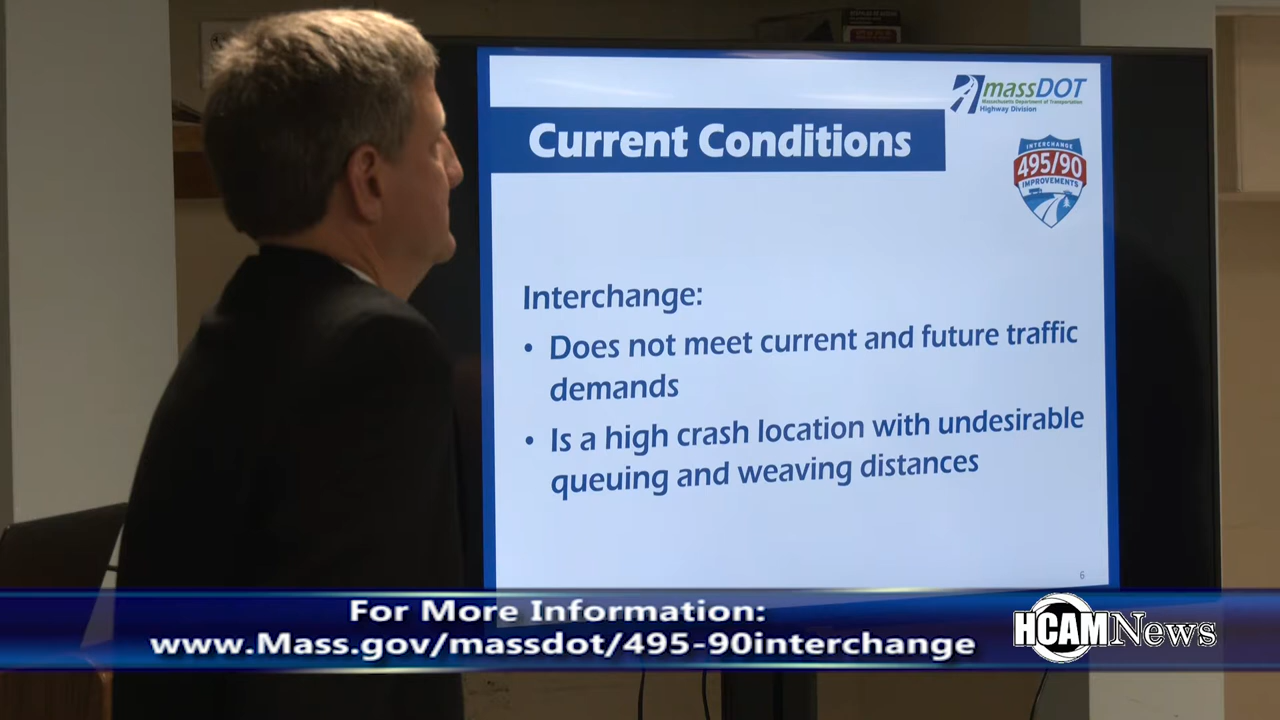 massDOT
Massachusetts Department of Transportation
Highway Division
Current Conditions
INTERCHANGE
495/90
IMPROVEMENTS
Interchange:
• Does not meet current and future traffic
demands
• Is a high crash location with undesirable
queuing and weaving distances
6
For More Information:
www.Mass.gov/massdot/495-90interchange
HCAMNews